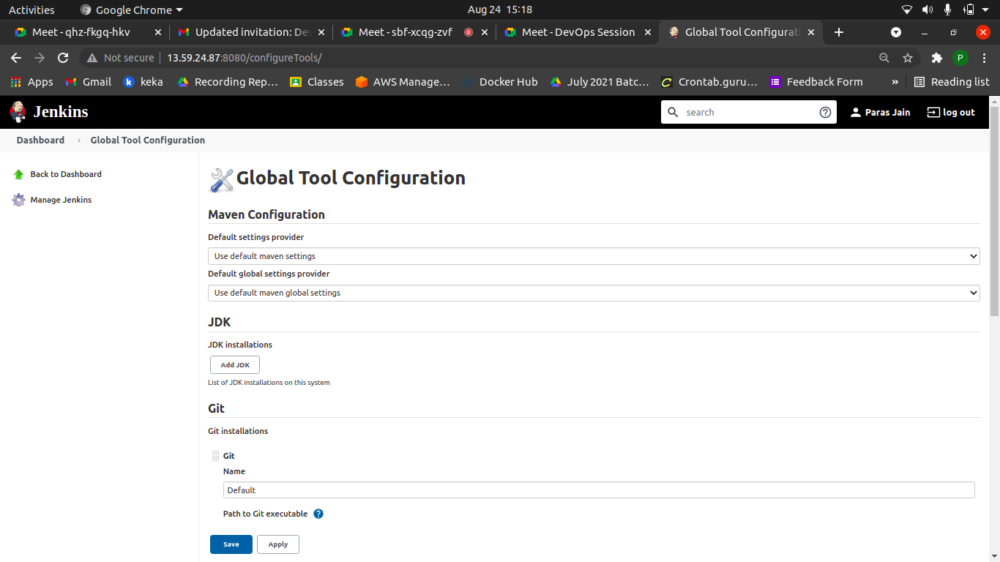 Activities Google Chrome Aug 24 15:18
Meet - qhz-fkgq-hkv Updated invitation: De Meet - sbf-xcqg-zvf Meet - DevOps Session Global Tool Configurati
Not secure 13.59.24.87:8080/configureTools/ P
Apps Gmail k keka Recording Rep... Classes AWS Manage... Docker Hub July 2021 Batc... C Crontab.guru... Feedback Form » Reading list
Jenkins search Paras Jain log out
Dashboard Global Tool Configuration
Back to Dashboard
Manage Jenkins
Global Tool Configuration
Maven Configuration
Default settings provider
Use default maven settings
Default global settings provider
Use default maven global settings
JDK
JDK installations
Add JDK
List of JDK installations on this system
Git
Git installations
Git
Name
Default
Path to Git executable ?
Save Apply